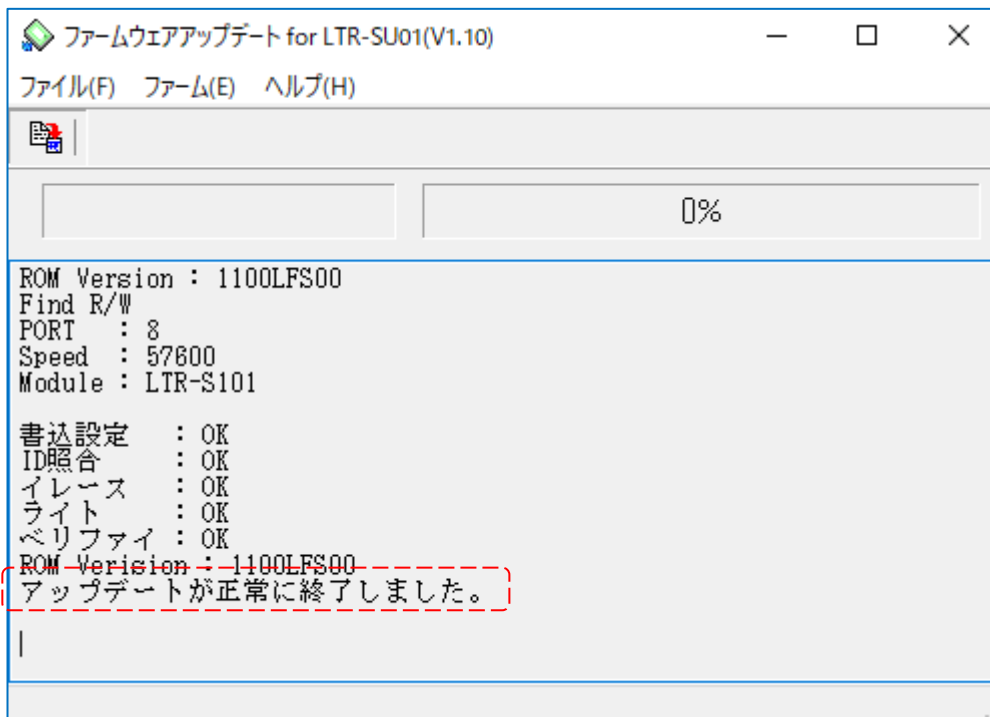 ファームウェアアップデート for LTR-SU01(V1.10)
ファイル(F) ファーム(E) ヘルプ(H)
0%
ROM Version : 1100LFS00
Find R/W
PORT : 8
Speed : 57600
Module : LTR-S101
書込設定 : OK
ID照合 : OK
イレース : OK
ライト : OK
ベリファイ : OK
ROM Verision : 1100LFS00
アップデートが正常に終了しました。